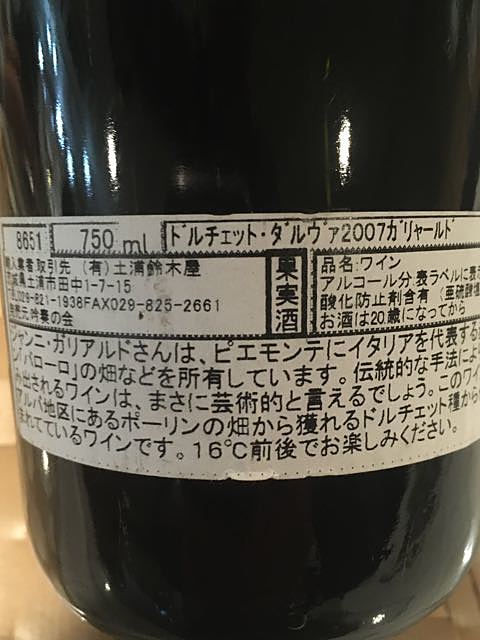 8651 750 ml ドルチェット・ダルヴァ2007ガリャールド
輸入業者:取引先 (有)土浦鈴木屋
城県土浦市田中1-7-15
029-821-1938FAX029-825-2661
吟醸の会
果実酒
品名:ワイン
アルコール分:表ラベルに表示
酸化防止剤含有 (亜硫酸塩
お酒は20歳になってから
ジャンニ・ガリアルドさんは、ピエモンテにイタリアを代表する
「バローロ」の畑などを所有しています。伝統的な手法によ
み出されるワインは、まさに芸術的と言えるでしょう。このワイ
アルバ地区にあるポーリンの畑から獲れるドルチェット種から
まれているワインです。16℃前後でお楽しみください。